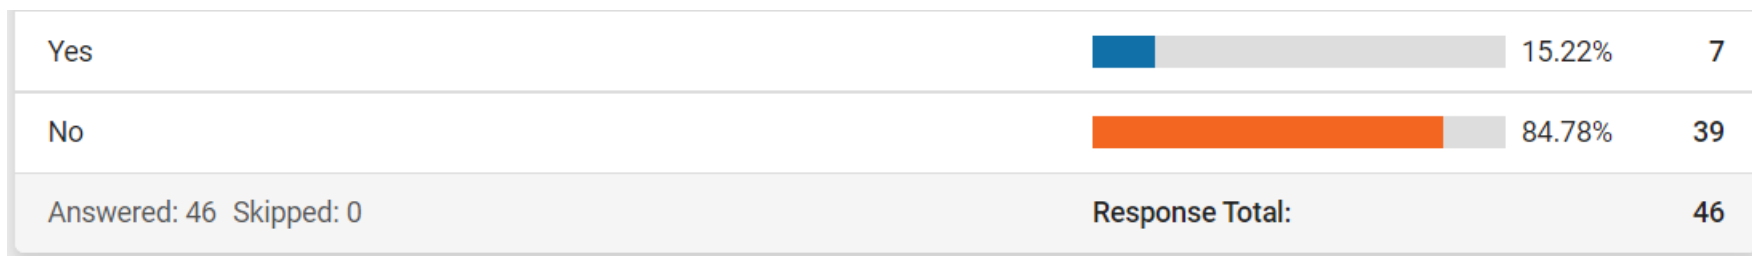 Yes 15.22% 7
No 84.78% 39
Answered: 46 Skipped: 0 Response Total: 46